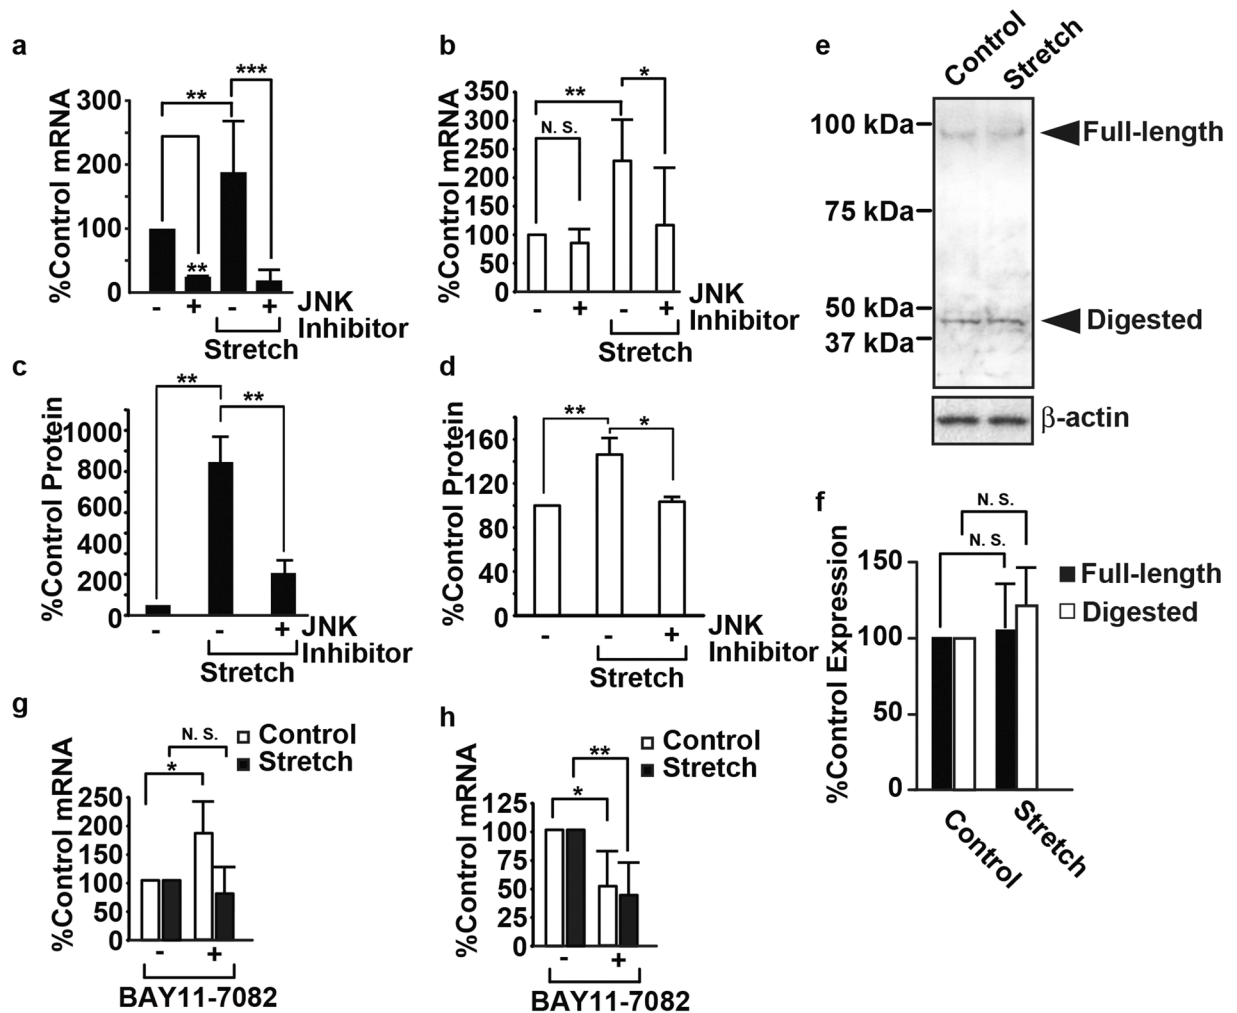 a
%Control mRNA
300
200
100
0
**
***
**
- + - +
JNK
Inhibitor
Stretch
b
%Control mRNA
350
300
250
200
150
100
50
0
N. S.
**
*
- + - +
JNK
Inhibitor
Stretch
c
%Control Protein
1000
800
600
400
200
0
**
**
- - +
JNK
Inhibitor
Stretch
d
%Control Protein
160
120
80
40
0
**
*
- - +
JNK
Inhibitor
Stretch
e
Control
Stretch
100 kDa
75 kDa
50 kDa
37 kDa
Full-length
Digested
β-actin
f
%Control Expression
150
100
50
0
N. S.
N. S.
Full-length
Digested
Control
Stretch
g
%Control mRNA
250
200
150
100
50
0
N. S.
*
Control
Stretch
- +
BAY11-7082
h
%Control mRNA
125
100
75
50
25
0
**
*
Control
Stretch
- +
BAY11-7082